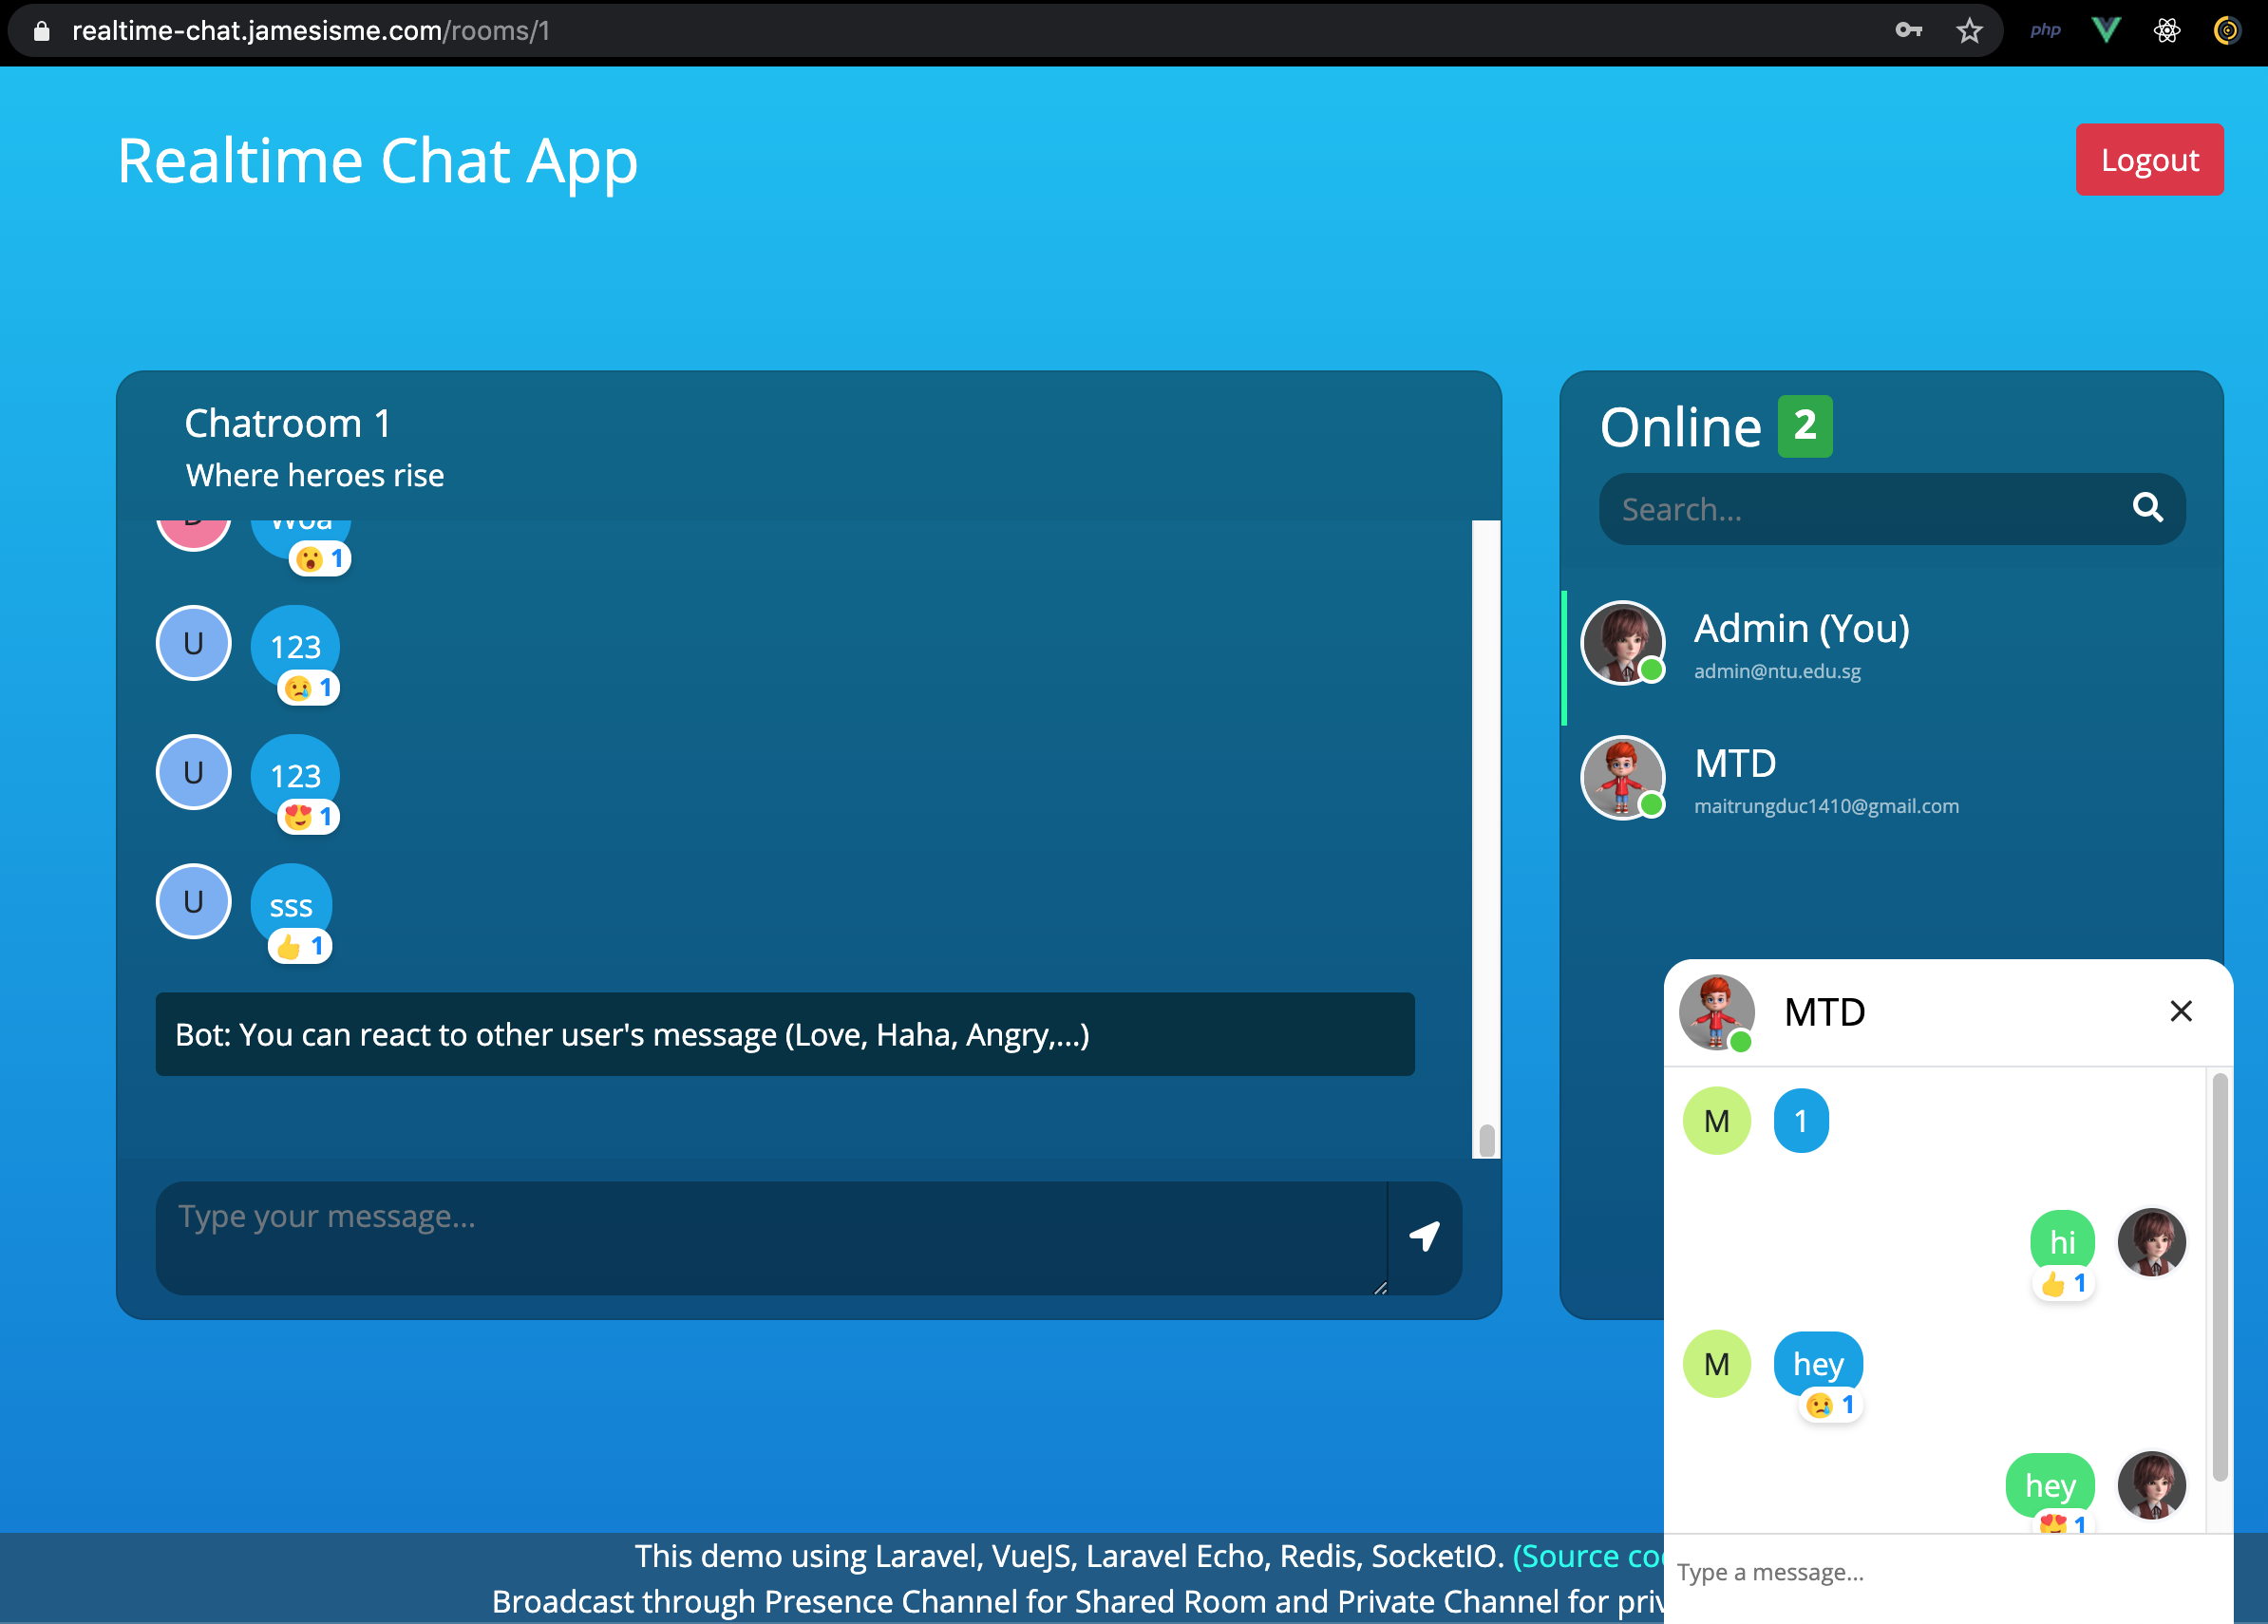 realtime-chat.jamesisme.com/rooms/1
php
Realtime Chat App
Logout
Chatroom 1
Where heroes rise
Woa
1
U
123
1
U
123
1
U
sss
1
Bot: You can react to other user's message (Love, Haha, Angry,...)
Type your message...
Online 2
Search...
Admin (You)
admin@ntu.edu.sg
MTD
maitrungduc1410@gmail.com
MTD
M
1
hi
1
M
hey
1
hey
1
Type a message...
This demo using Laravel, VueJS, Laravel Echo, Redis, SocketIO. (Source
Broadcast through Presence Channel for Shared Room and Private Channel for